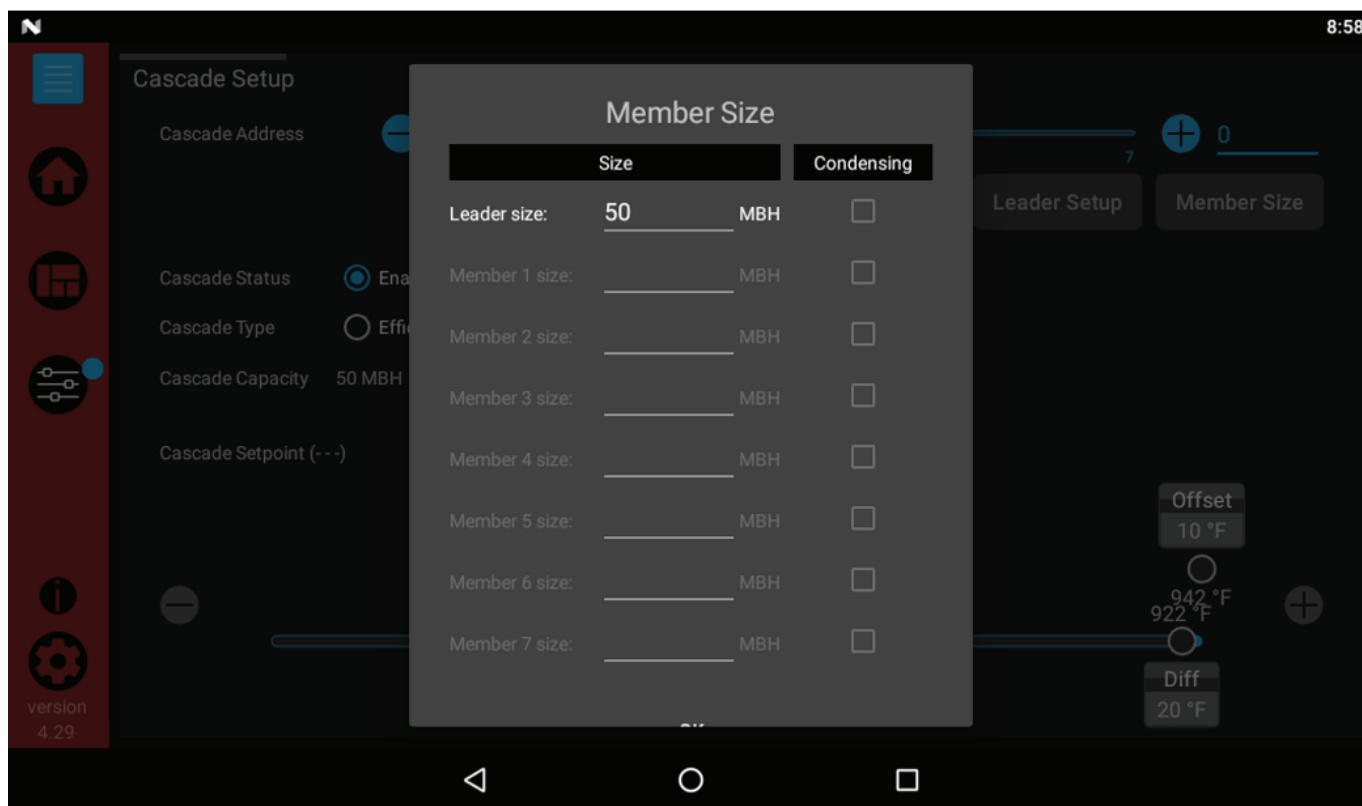 8:58
Cascade Setup
Member Size
Cascade Address
7
0
Size
Condensing
Leader Setup
Member Size
Leader size:
50
MBH
Cascade Status
Ena
Member 1 size:
MBH
Cascade Type
Effi
Member 2 size:
MBH
Cascade Capacity
50 MBH
Member 3 size:
MBH
Cascade Setpoint (---)
Member 4 size:
MBH
Member 5 size:
MBH
Offset
10 °F
Member 6 size:
MBH
942 °F
922 °F
Member 7 size:
MBH
Diff
20 °F
version
4.29